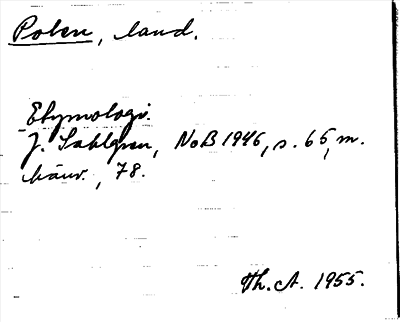 Polen, land.
Etymologi.
J. Sahlgren, NoB 1946, s. 65, m.
hänv., 78.
Th. A. 1955.